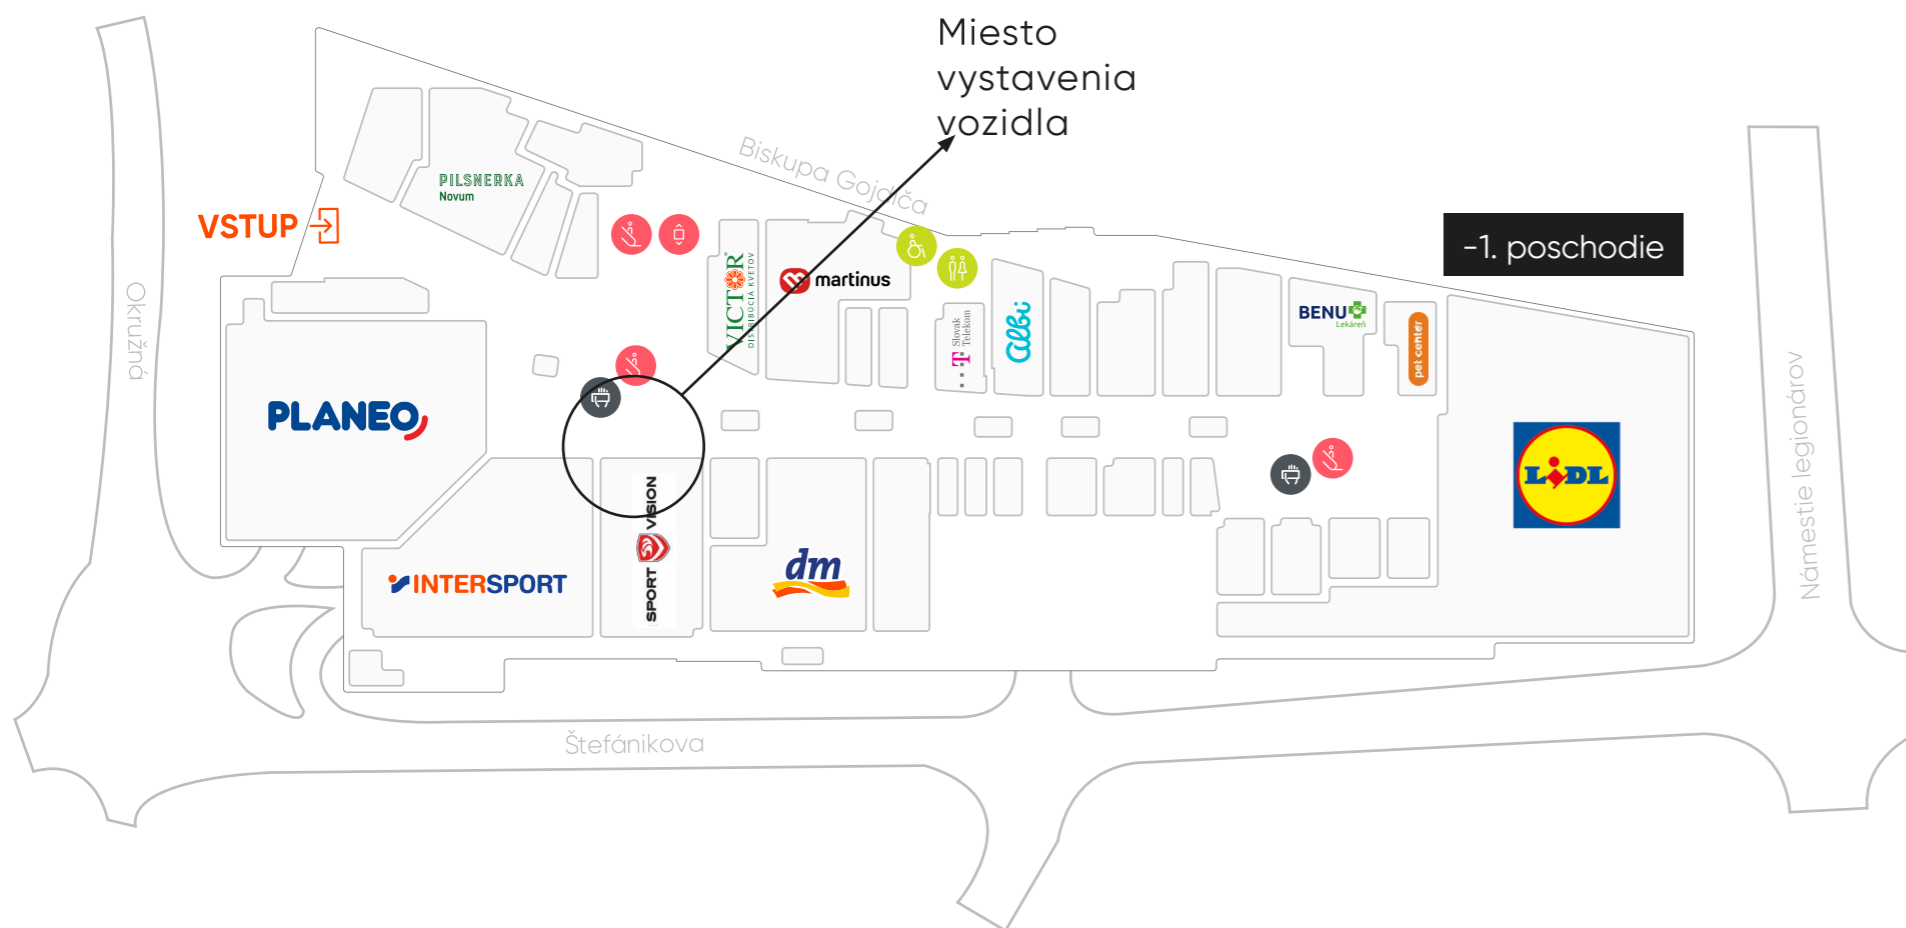 Miesto
vystavenia
vozidla
Biskupa Gojdiča
PILSNERKA
Novum
VSTUP
-1. poschodie
VICTOR
DISTRIBÚCIA KVETOV
martinus
Slovak
Telekom
T
albi
BENU
Lekáreň
pet center
Okružná
PLANEO
LIDL
Námestie legionárov
INTERSPORT
SPORT VISION
SV
dm
Štefánikova